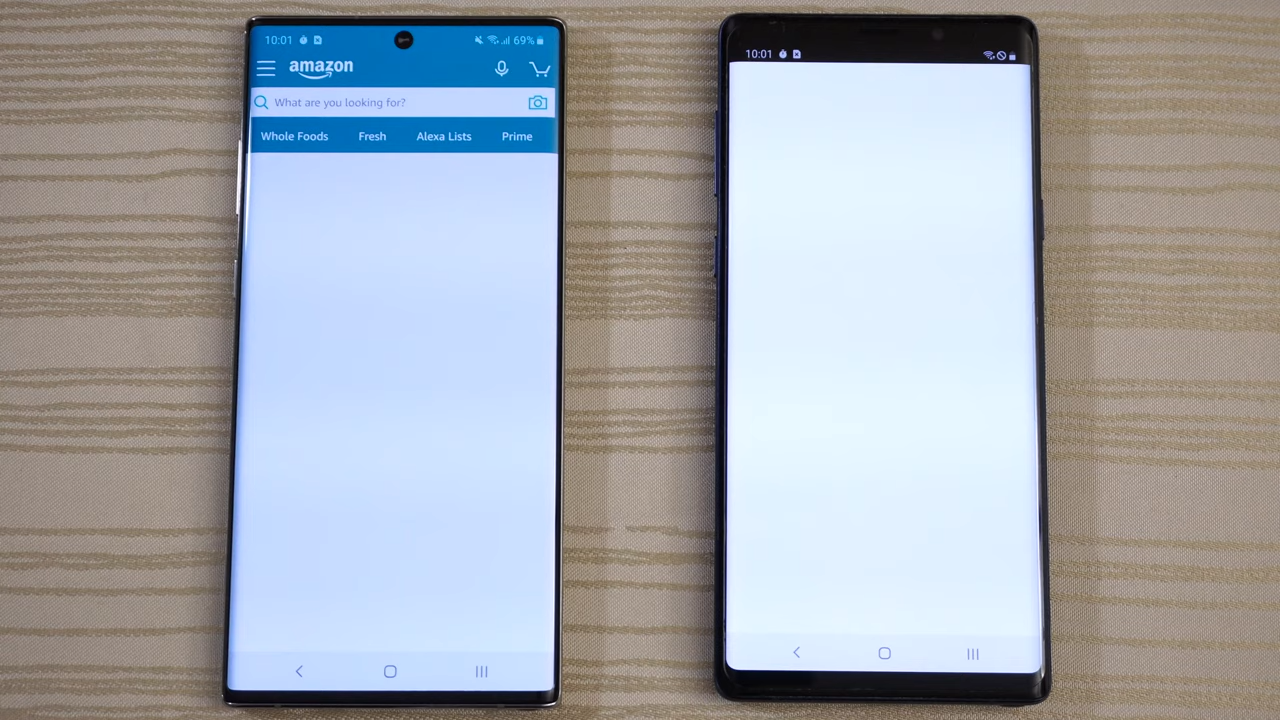 10:01
69%
amazon
What are you looking for?
Whole Foods Fresh Alexa Lists Prime
10:01